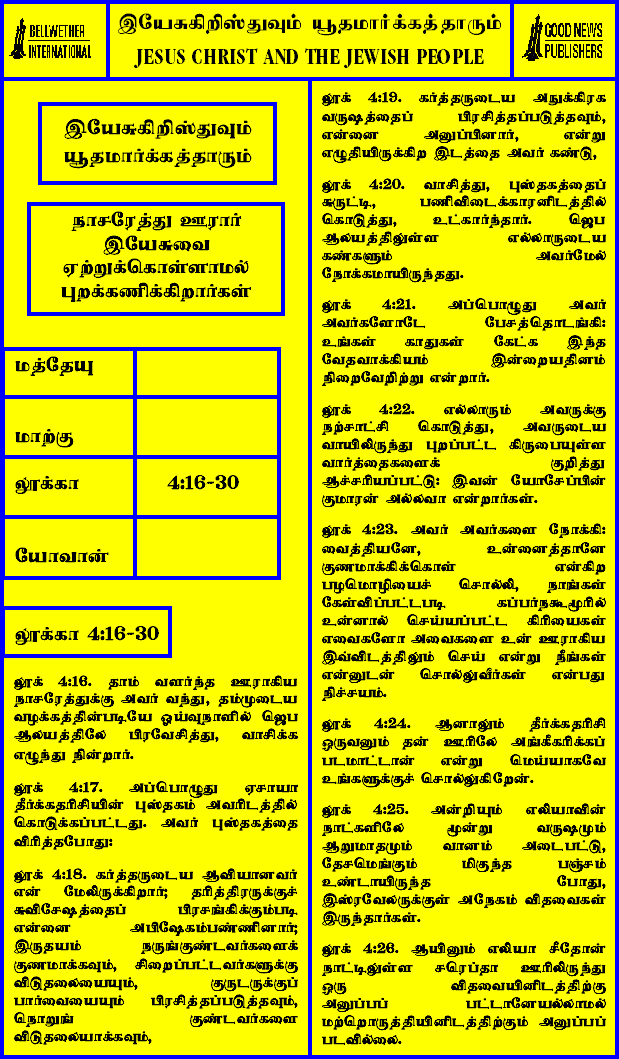 BELLWETHER
INTERNATIONAL
இயேசுகிறிஸ்துவும் யூதமார்க்கத்தாரும்
JESUS CHRIST AND THE JEWISH PEOPLE
GOOD NEWS
PUBLISHERS
இயேசுகிறிஸ்துவும்
யூதமார்க்கத்தாரும்
நாசரேத்து ஊரார்
இயேசுவை
ஏற்றுக்கொள்ளாமல்
புறக்கணிக்கிறார்கள்
மத்தேயு
மாற்கு
லூக்கா 4:16-30
யோவான்
லூக்கா 4:16-30
லூக் 4:16. தாம் வளர்ந்த ஊராகிய
நாசரேத்துக்கு அவர் வந்து, தம்முடைய
வழக்கத்தின்படியே ஓய்வுநாளில் ஜெப
ஆலயத்திலே பிரவேசித்து, வாசிக்க
எழுந்து நின்றார்.
லூக் 4:17. அப்பொழுது ஏசாயா
தீர்க்கதரிசியின் புஸ்தகம் அவரிடத்தில்
கொடுக்கப்பட்டது. அவர் புஸ்தகத்தை
விரித்தபோது:
லூக் 4:18. கர்த்தருடைய ஆவியானவர்
என் மேலிருக்கிறார்; தரித்திரருக்குச்
சுவிசேஷத்தைப் பிரசங்கிக்கும்படி
என்னை அபிஷேகம்பண்ணினார்;
இருதயம் நருங்குண்டவர்களைக்
குணமாக்கவும், சிறைப்பட்டவர்களுக்கு
விடுதலையையும், குருடருக்குப்
பார்வையையும் பிரசித்தப்படுத்தவும்,
நொறுங் குண்டவர்களை
விடுதலையாக்கவும்,
லூக் 4:19. கர்த்தருடைய அநுக்கிரக
வருஷத்தைப் பிரசித்தப்படுத்தவும்,
என்னை அனுப்பினார், என்று
எழுதியிருக்கிற இடத்தை அவர் கண்டு,
லூக் 4:20. வாசித்து, புஸ்தகத்தைப்
சுருட்டி, பணிவிடைக்காரனிடத்தில்
கொடுத்து, உட்கார்ந்தார். ஜெப
ஆலயத்திலுள்ள எல்லாருடைய
கண்களும் அவர்மேல்
நோக்கமாயிருந்தது.
லூக் 4:21. அப்பொழுது அவர்
அவர்களோடே பேசத்தொடங்கி:
உங்கள் காதுகள் கேட்க இந்த
வேதவாக்கியம் இன்றையதினம்
நிறைவேறிற்று என்றார்.
லூக் 4:22. எல்லாரும் அவருக்கு
நற்சாட்சி கொடுத்து, அவருடைய
வாயிலிருந்து புறப்பட்ட கிருபையுள்ள
வார்த்தைகளைக் குறித்து
ஆச்சரியப்பட்டு: இவன் யோசேப்பின்
குமாரன் அல்லவா என்றார்கள்.
லூக் 4:23. அவர் அவர்களை நோக்கி:
வைத்தியனே, உன்னைத்தானே
குணமாக்கிக்கொள் என்கிற
பழமொழியைச் சொல்லி, நாங்கள்
கேள்விப்பட்டபடி கப்பர்நகூமூரில்
உன்னால் செய்யப்பட்ட கிரியைகள்
எவைகளோ அவைகளை உன் ஊராகிய
இவ்விடத்திலும் செய் என்று நீங்கள்
என்னுடன் சொல்லுவீர்கள் என்பது
நிச்சயம்.
லூக் 4:24. ஆனாலும் தீர்க்கதரிசி
ஒருவனும் தன் ஊரிலே அங்கீகரிக்கப்
படமாட்டான் என்று மெய்யாகவே
உங்களுக்குச் சொல்லுகிறேன்.
லூக் 4:25. அன்றியும் எலியாவின்
நாட்களிலே மூன்று வருஷமும்
ஆறுமாதமும் வானம் அடைபட்டு,
தேசமெங்கும் மிகுந்த பஞ்சம்
உண்டாயிருந்த போது,
இஸ்ரவேலருக்குள் அநேகம் விதவைகள்
இருந்தார்கள்.
லூக் 4:26. ஆயினும் எலியா சீதோன்
நாட்டிலுள்ள சரெப்தா ஊரிலிருந்து
ஒரு விதவையினிடத்திற்கு
அனுப்பப் பட்டானேயல்லாமல்
மற்றொருத்தியினிடத்திற்கும் அனுப்பப்
படவில்லை.